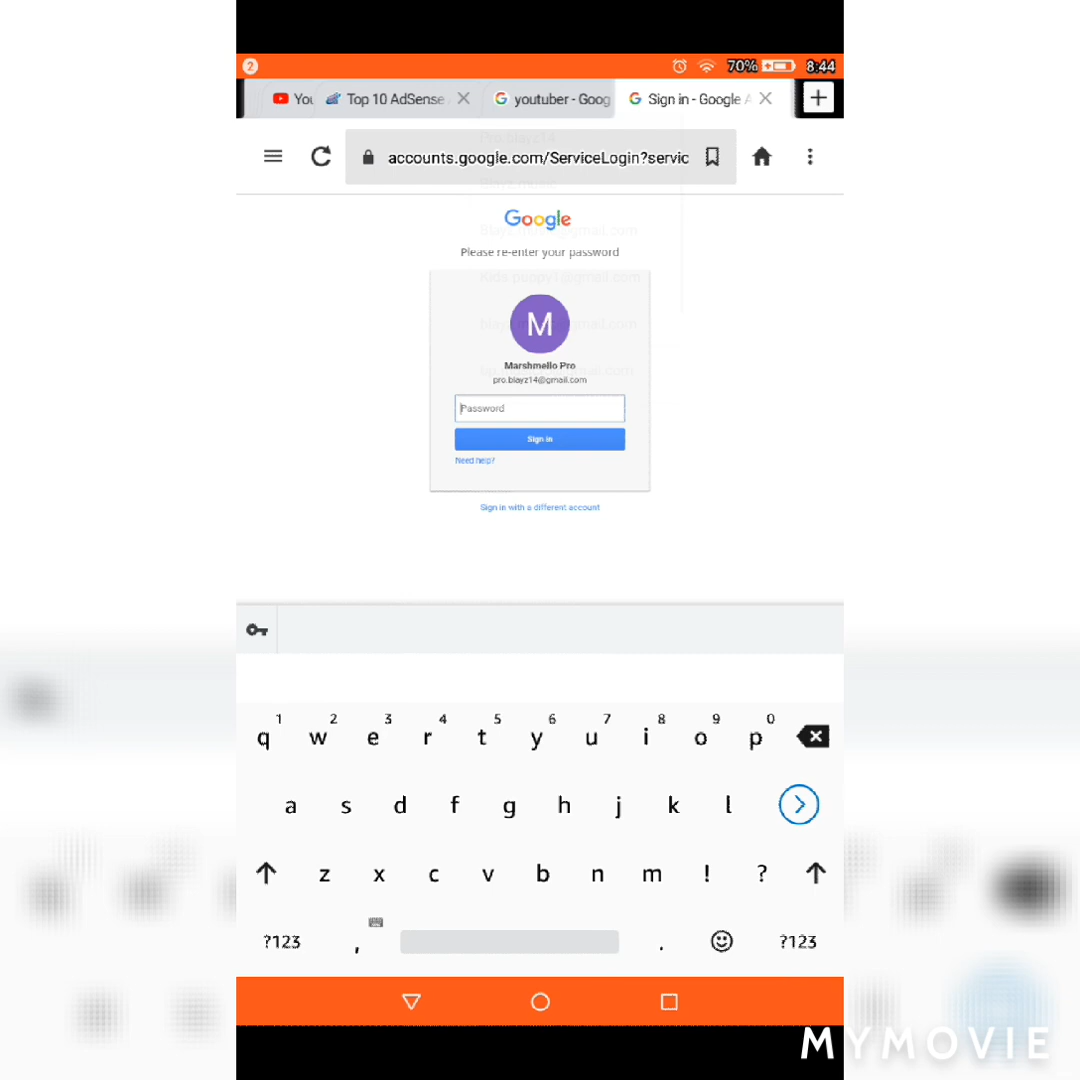 2 70% 8:44
You Top 10 AdSense youtuber - Goog Sign in - Google A
accounts.google.com/ServiceLogin?servic
Google
Please re-enter your password
M
Marshmello Pro
pro.blayz14@gmail.com
Password
Sign in
Need help?
Sign in with a different account
1 2 3 4 5 6 7 8 9 0
q w e r t y u i o p
a s d f g h j k l
z x c v b n m ! ?
?123 , . ?123
MYMOVIE